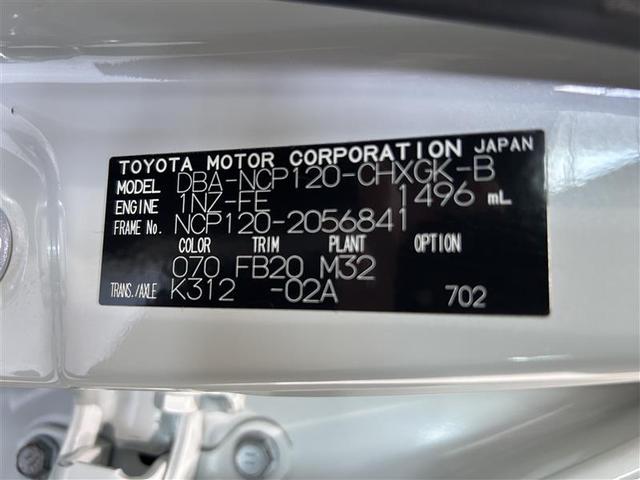 TOYOTA MOTOR CORPORATION JAPAN
MODEL DBA-NCP120-CHXGK-B
ENGINE 1NZ-FE 1496 mL
FRAME No. NCP120-2056841
COLOR TRIM PLANT OPTION
070 FB20 M32
TRANS./AXLE K312 -02A 702